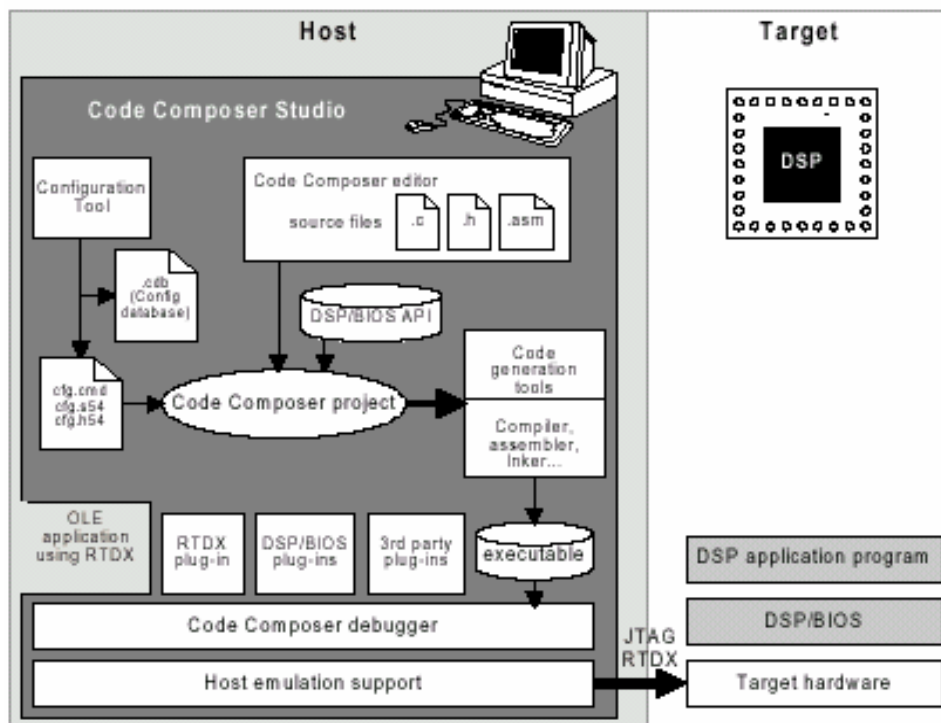 Host
Target
Code Composer Studio
DSP
Configuration
Tool
Code Composer editor
source files
.c
.h
.asm
.cdb
(Config
database)
DSP/BIOS API
Code
generation
tools
cfg.cmd
cfg.s54
cfg.h54
Code Composer project
Compiler,
assembler,
linker...
OLE
application
using RTDX
RTDX
plug-in
DSP/BIOS
plug-ins
3rd party
plug-ins
executable
DSP application program
Code Composer debugger
DSP/BIOS
JTAG
RTDX
Host emulation support
Target hardware